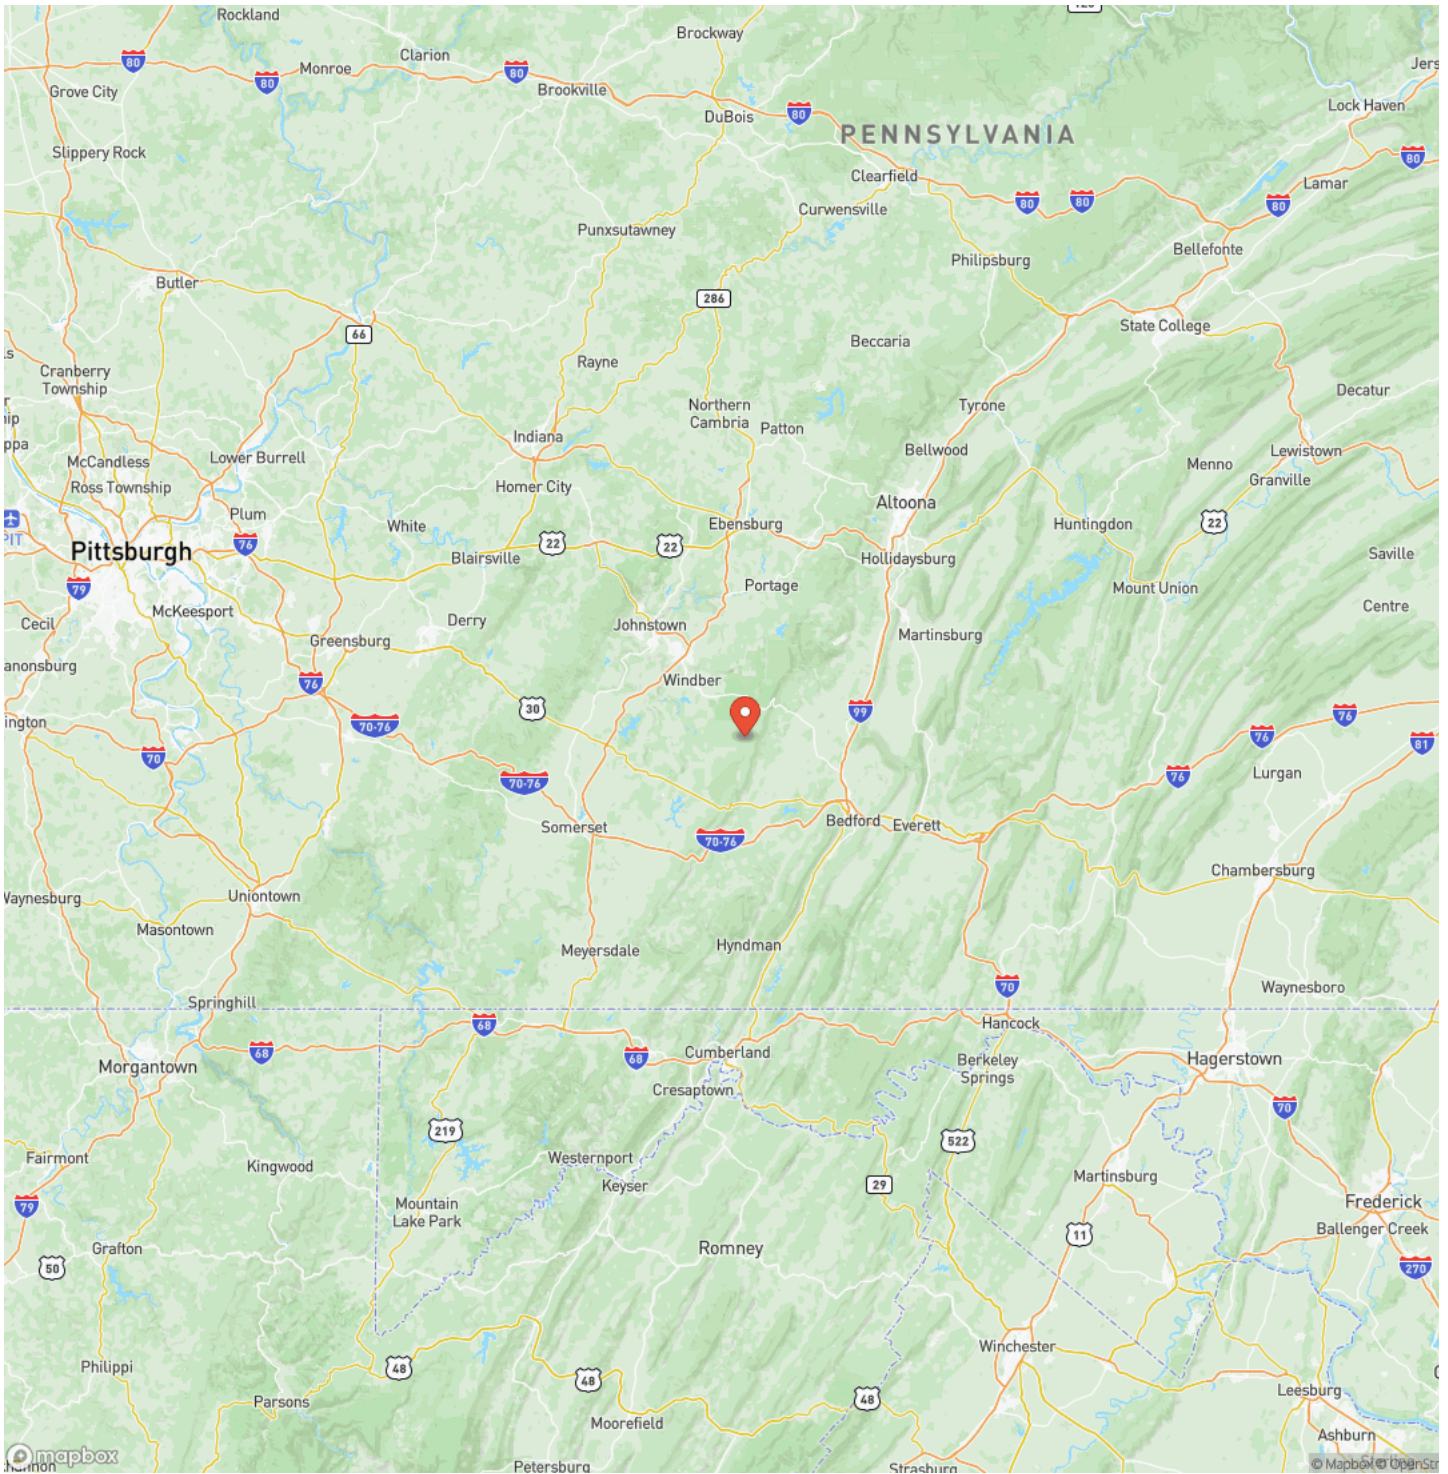 Rockland
Brockway
Clarion
Monroe
80
80
80
Grove City
Brookville
80
Jers
Lock Haven
DuBois
PENNSYLVANIA
Slippery Rock
80
Clearfield
Lamar
80
80
80
Curwensville
Punxsutawney
Bellefonte
Philipsburg
Butler
286
State College
66
Beccaria
ls
Rayne
Cranberry
Township
Decatur
r
nip
Northern
Cambria
Tyrone
Patton
ppa
Indiana
Bellwood
Lewistown
McCandless
Lower Burrell
Menno
Ross Township
Homer City
Granville
Altoona
Plum
White
Ebensburg
Huntingdon
22
PIT
Pittsburgh
76
Blairsville
22
22
Hollidaysburg
Saville
79
Portage
Mount Union
McKeesport
Centre
Cecil
Derry
Johnstown
Martinsburg
Greensburg
anonsburg
76
Windber
30
99
76
ington
70-76
76
81
70
70-76
76
Lurgan
Somerset
70-76
Bedford
Everett
Chambersburg
Waynesburg
Uniontown
Masontown
Meyersdale
Hyndman
70
Waynesboro
Springhill
68
Hancock
68
68
Cumberland
Hagerstown
Morgantown
Berkeley
Springs
Cresaptown
70
219
522
Fairmont
Kingwood
Westernport
Martinsburg
Keyser
29
79
Mountain
Lake Park
Frederick
Ballenger Creek
11
Grafton
Romney
50
270
Winchester
Philippi
48
48
48
Leesburg
Parsons
Moorefield
Ashburn
mapbox
Petersburg
Strasburg
Sterling
© Mapbox © OpenStr